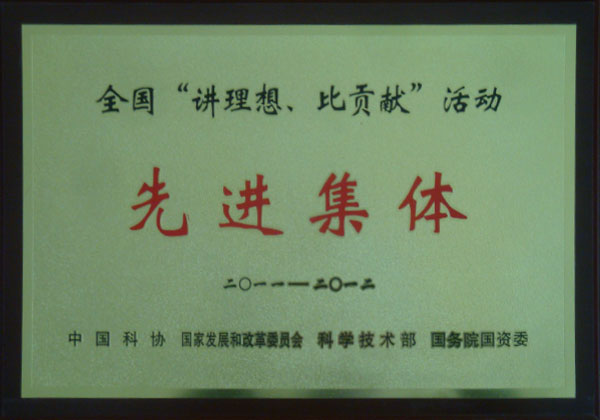 全国“讲理想、比贡献”活动
先进集体
二〇一一—二〇一二
中国科协 国家发展和改革委员会 科学技术部 国务院国资委